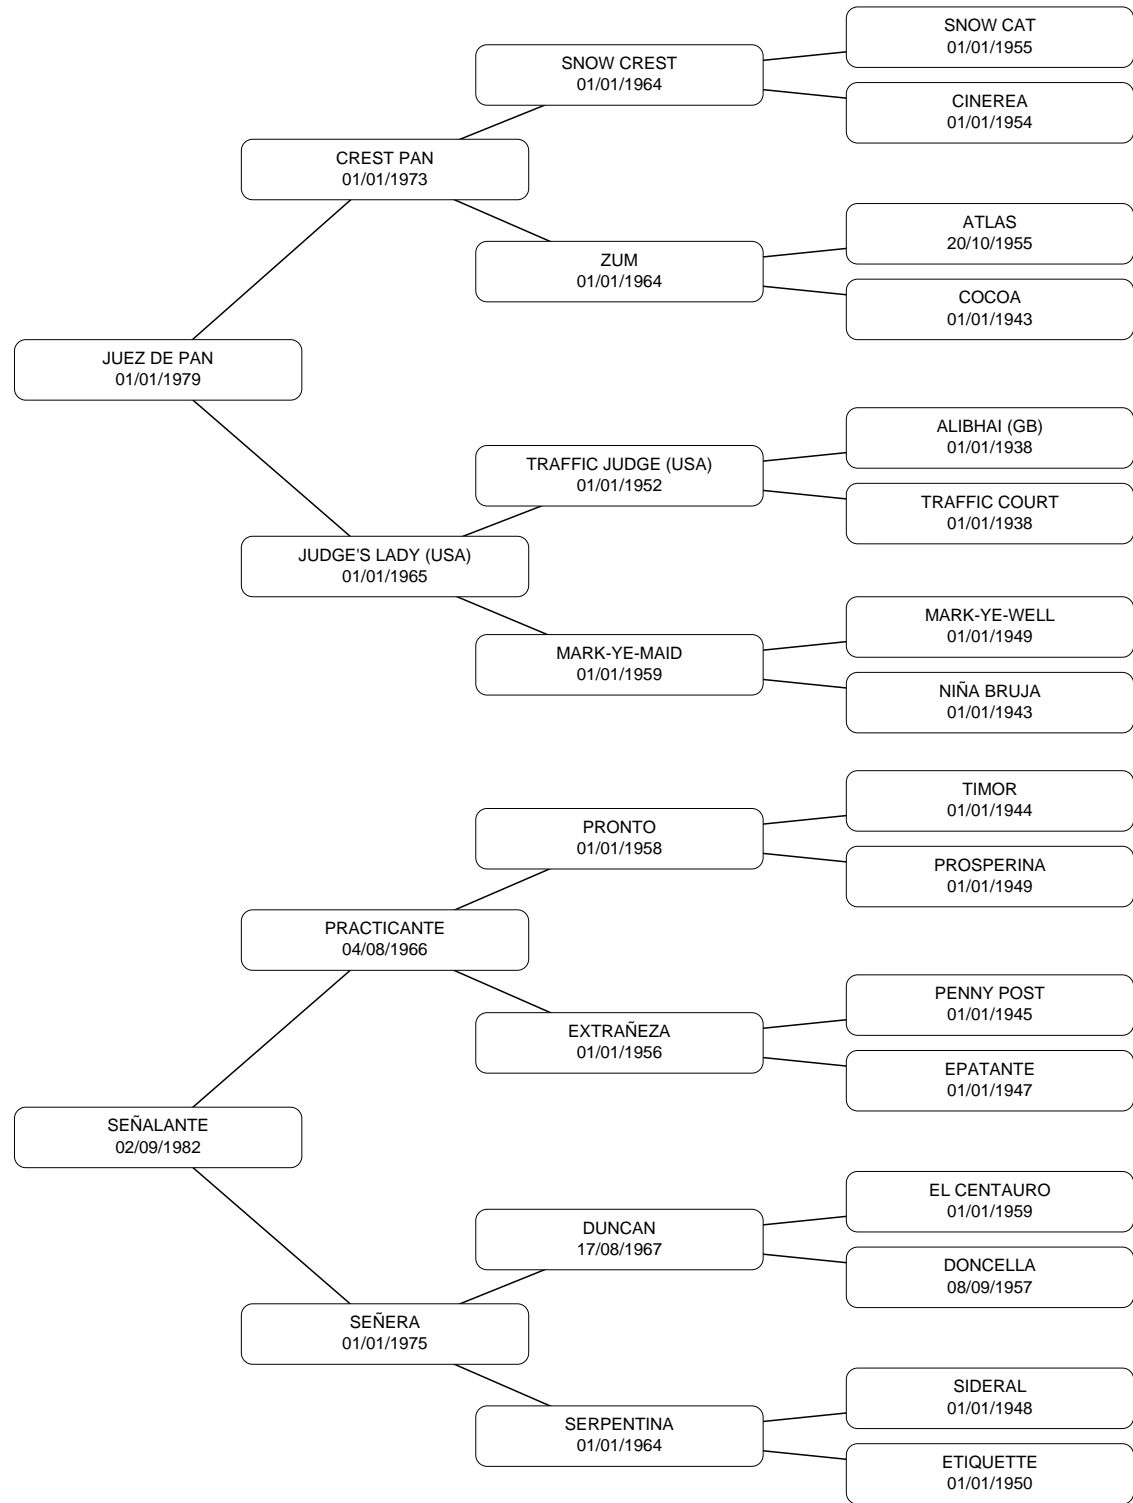 SNOW CAT
01/01/1955
SNOW CREST
01/01/1964
CINEREA
01/01/1954
CREST PAN
01/01/1973
ATLAS
20/10/1955
ZUM
01/01/1964
COCOA
01/01/1943
JUEZ DE PAN
01/01/1979
ALIBHAI (GB)
01/01/1938
TRAFFIC JUDGE (USA)
01/01/1952
TRAFFIC COURT
01/01/1938
JUDGE'S LADY (USA)
01/01/1965
MARK-YE-WELL
01/01/1949
MARK-YE-MAID
01/01/1959
NIÑA BRUJA
01/01/1943
TIMOR
01/01/1944
PRONTO
01/01/1958
PROSPERINA
01/01/1949
PRACTICANTE
04/08/1966
PENNY POST
01/01/1945
EXTRAÑEZA
01/01/1956
EPATANTE
01/01/1947
SEÑALANTE
02/09/1982
EL CENTAURO
01/01/1959
DUNCAN
17/08/1967
DONCELLA
08/09/1957
SEÑERA
01/01/1975
SIDERAL
01/01/1948
SERPENTINA
01/01/1964
ETIQUETTE
01/01/1950